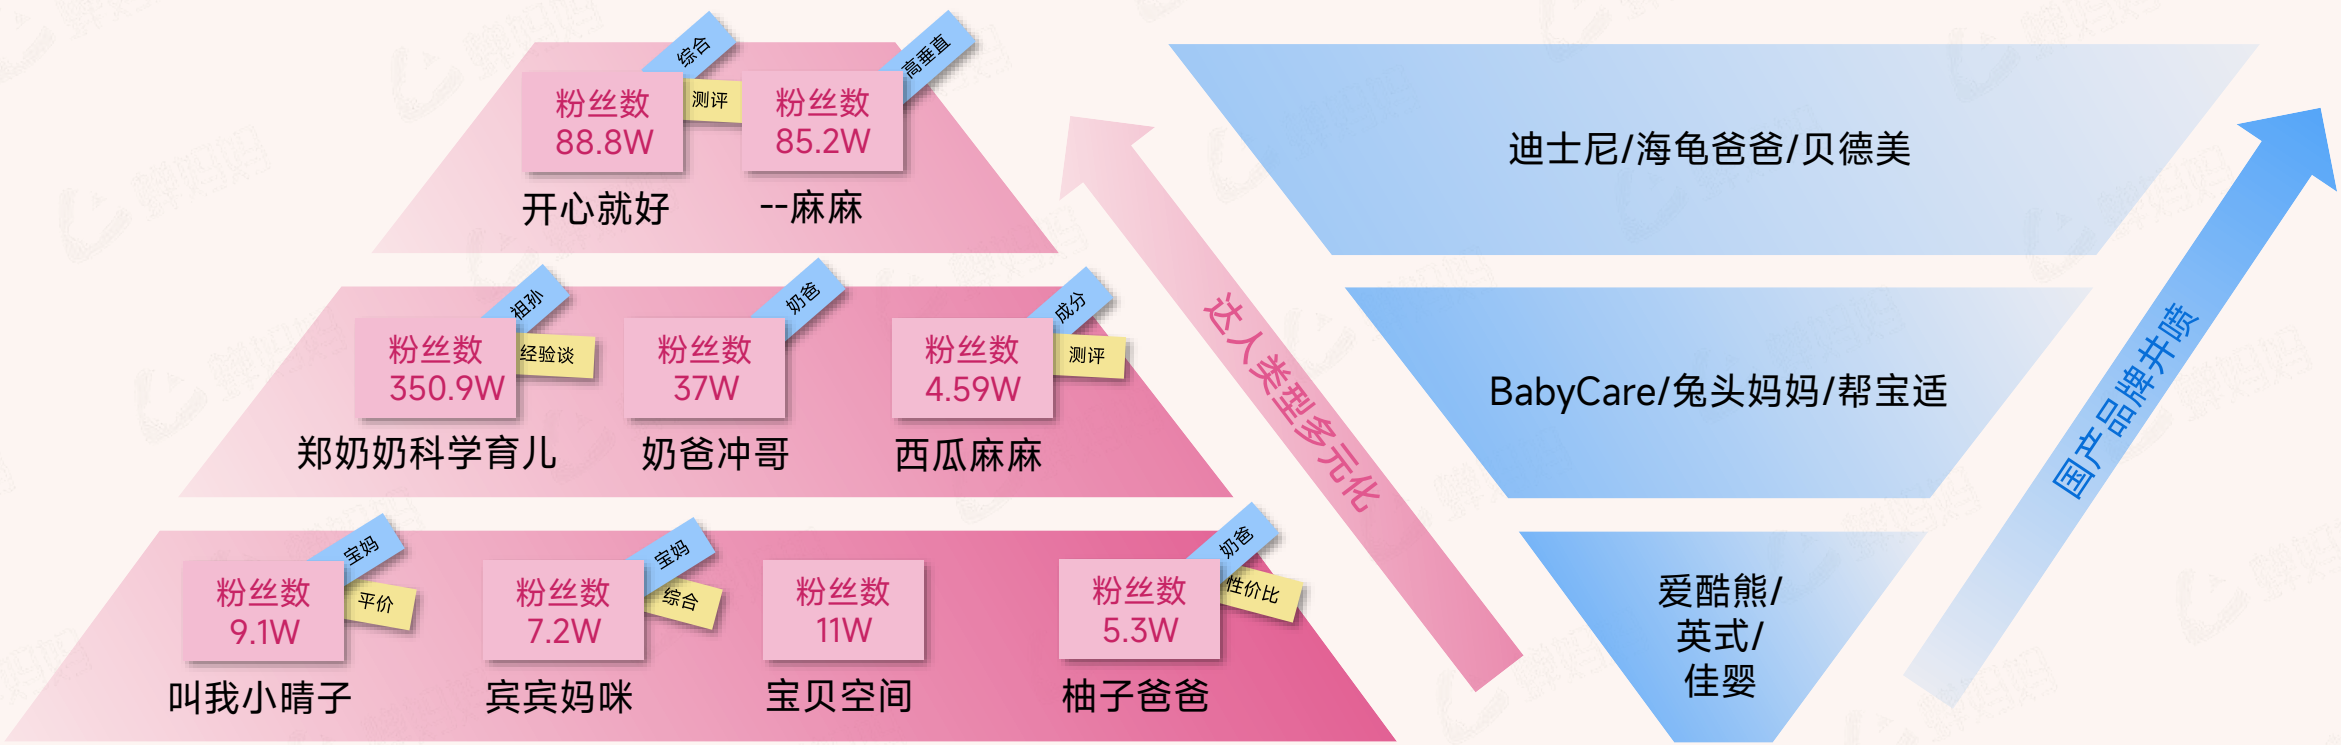 综合
高垂直
粉丝数
88.8W
测评
粉丝数
85.2W
开心就好
--麻麻
祖孙
奶爸
成分
粉丝数
350.9W
经验谈
粉丝数
37W
粉丝数
4.59W
测评
郑奶奶科学育儿
奶爸冲哥
西瓜麻麻
宝妈
宝妈
奶爸
粉丝数
9.1W
平价
粉丝数
7.2W
综合
粉丝数
11W
粉丝数
5.3W
性价比
叫我小晴子
宾宾妈咪
宝贝空间
柚子爸爸
达人类型多元化
迪士尼/海龟爸爸/贝德美
BabyCare/兔头妈妈/帮宝适
爱酷熊/
英式/
佳婴
国产品牌井喷